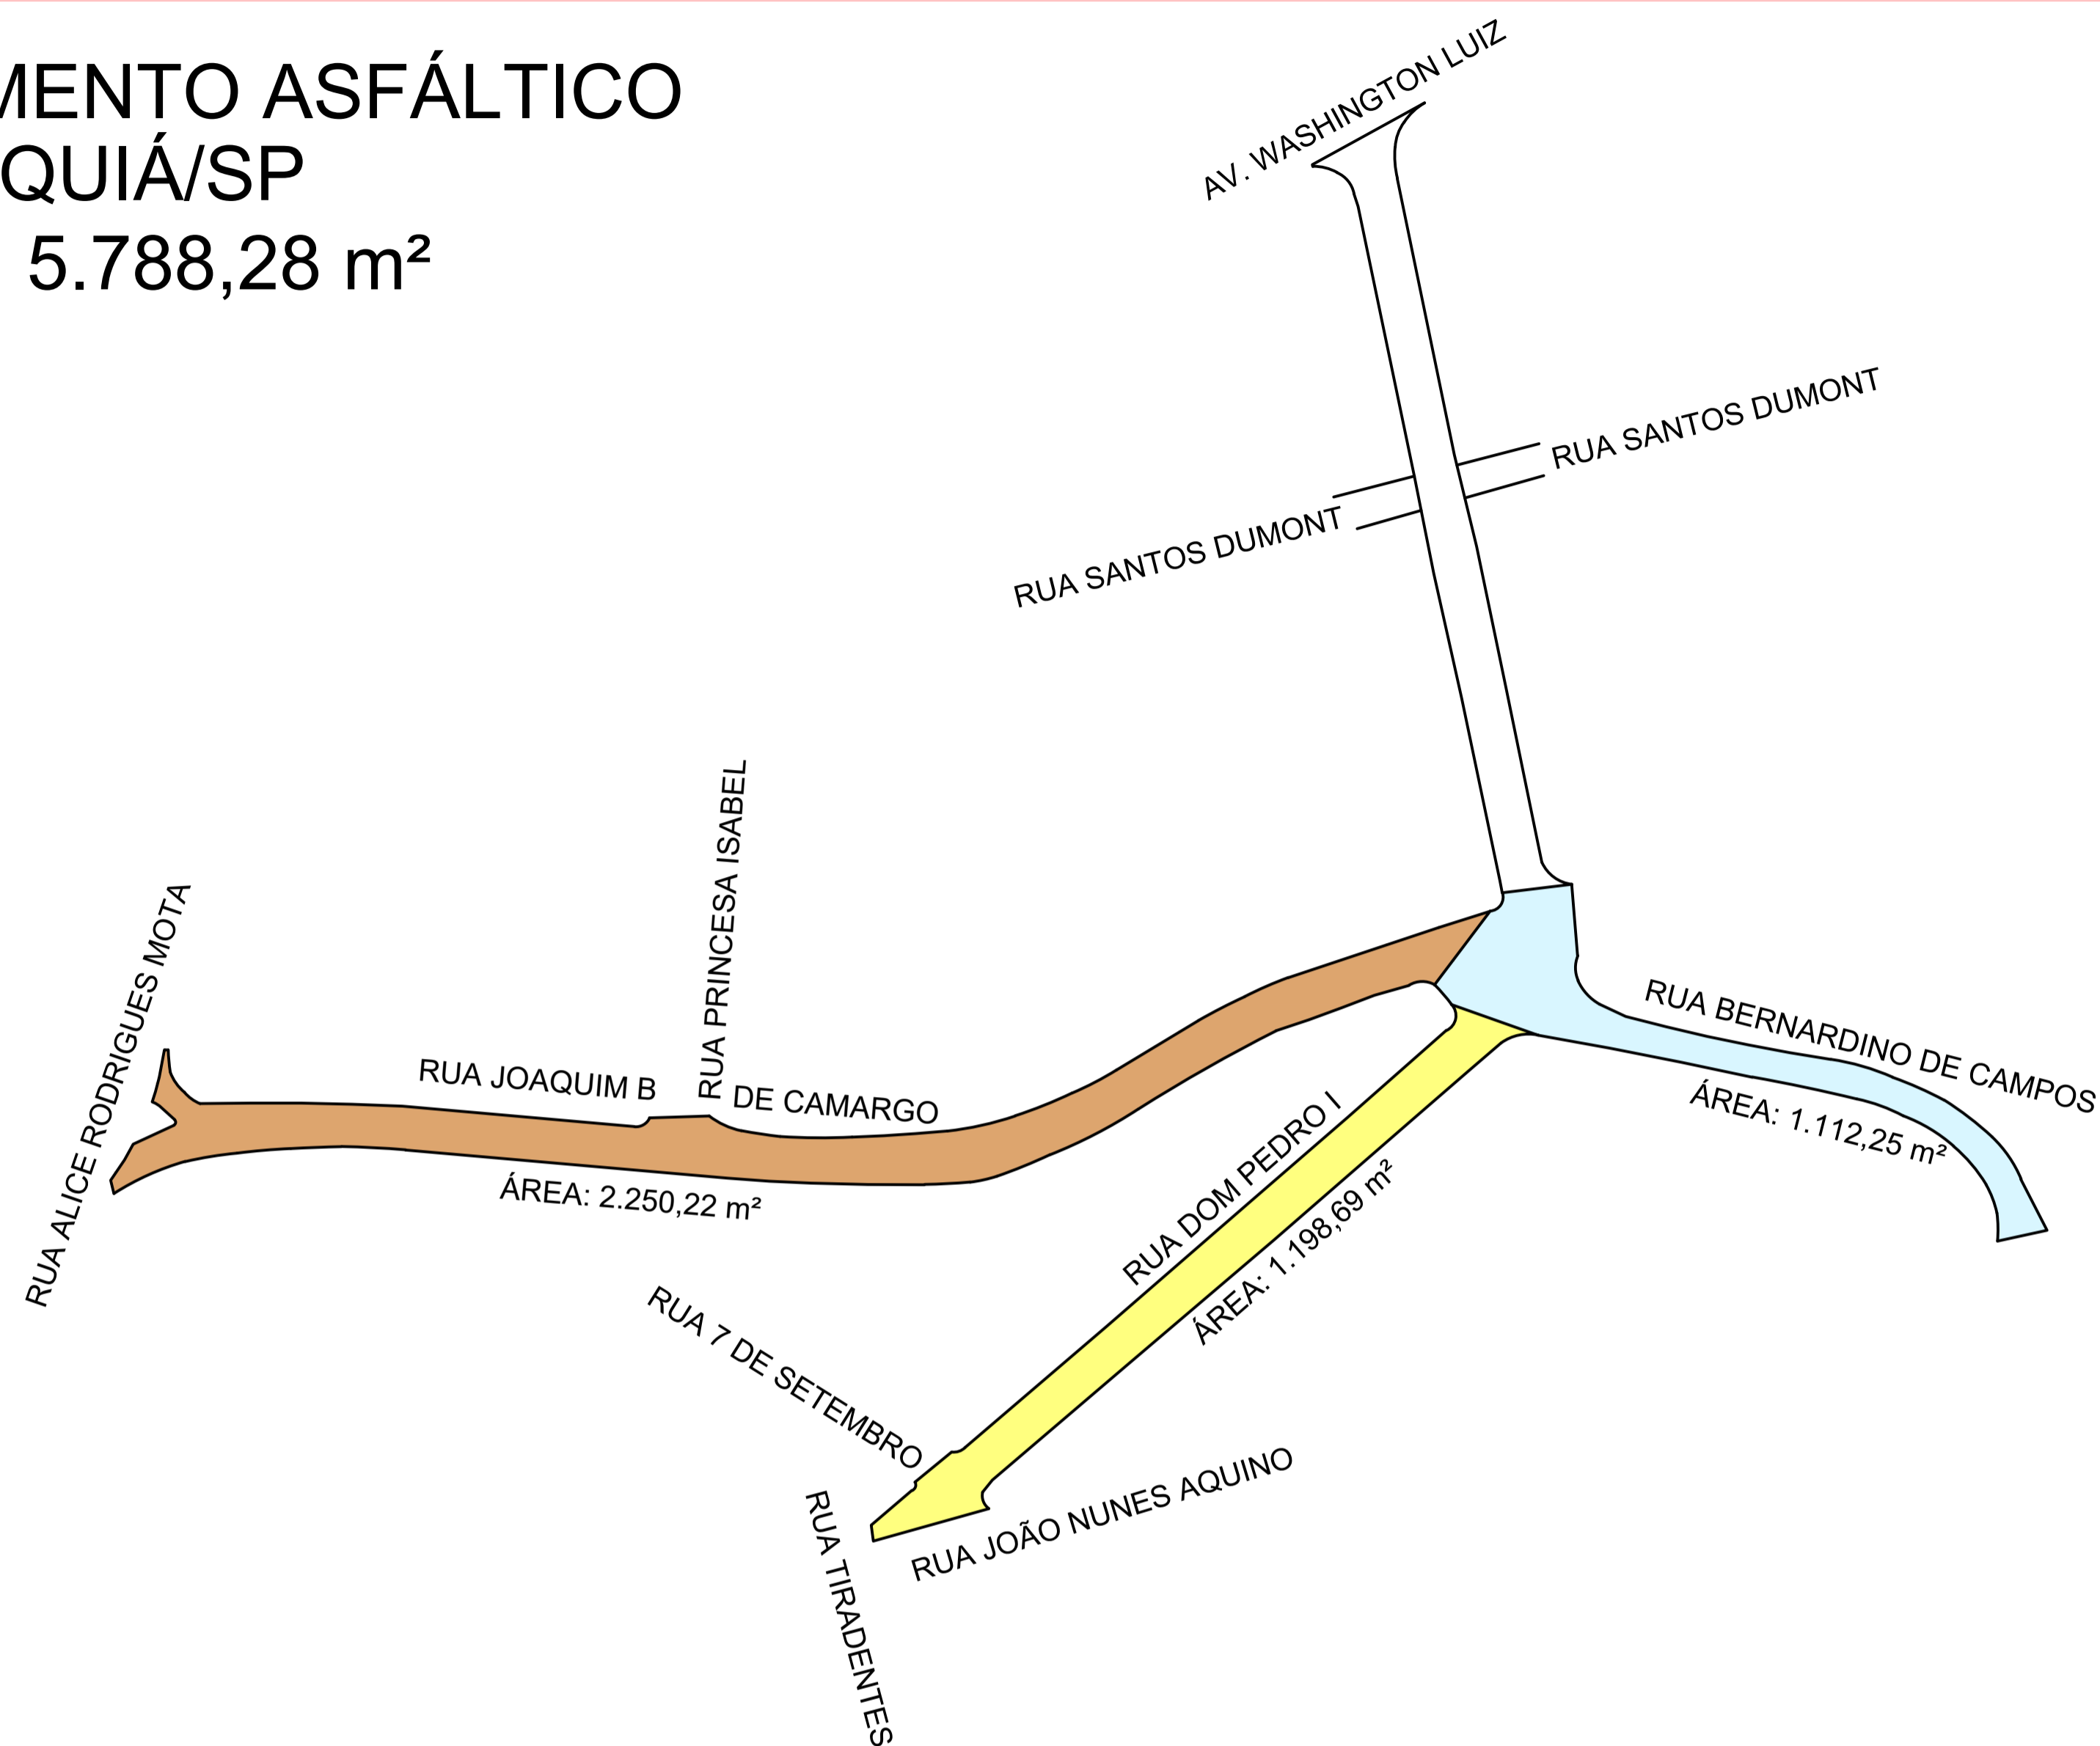 MENTO ASFÁLTICO
QUIÁ/SP
5.788,28 m²
AV. WASHINGTON LUIZ
RUA SANTOS DUMONT
RUA SANTOS DUMONT
RUA ALICE RODRIGUES MOTA
RUA PRINCESA ISABEL
RUA JOAQUIM B DE CAMARGO
ÁREA: 2.250,22 m²
RUA BERNARDINO DE CAMPOS
ÁREA: 1.112,25 m²
RUA DOM PEDRO I
ÁREA: 1.198,69 m²
RUA 7 DE SETEMBRO
RUA JOÃO NUNES AQUINO
RUA TIRADENTES